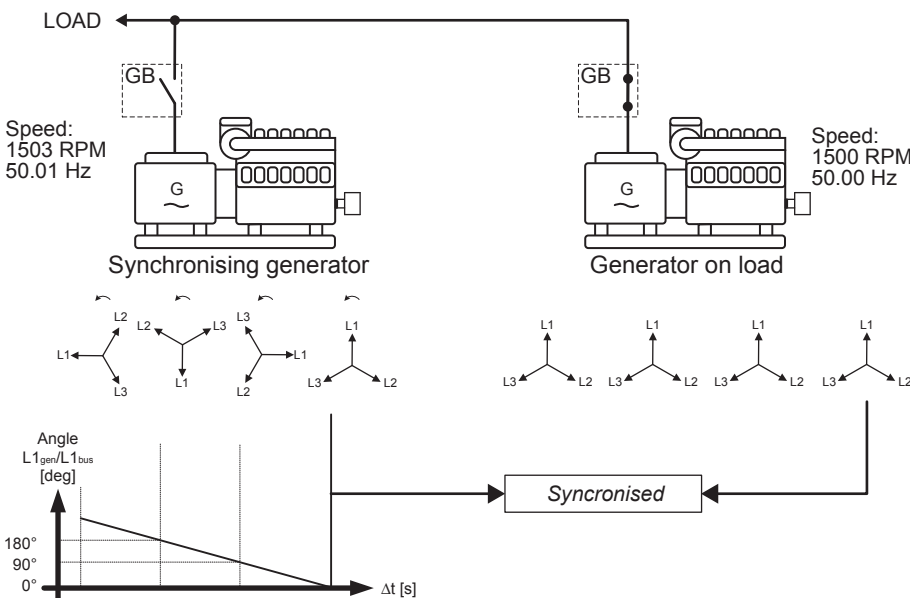 LOAD
GB
GB
Speed:
1503 RPM
50.01 Hz
Speed:
1500 RPM
50.00 Hz
G
G
Synchronising generator
Generator on load
L2
L1
L3
L2
L3
L1
L3
L1
L2
L1
L3
L2
L1
L3
L2
L1
L3
L2
L1
L3
L2
L1
L3
L2
Angle
L1gen/L1bus
[deg]
180°
90°
0°
Δt [s]
Syncronised